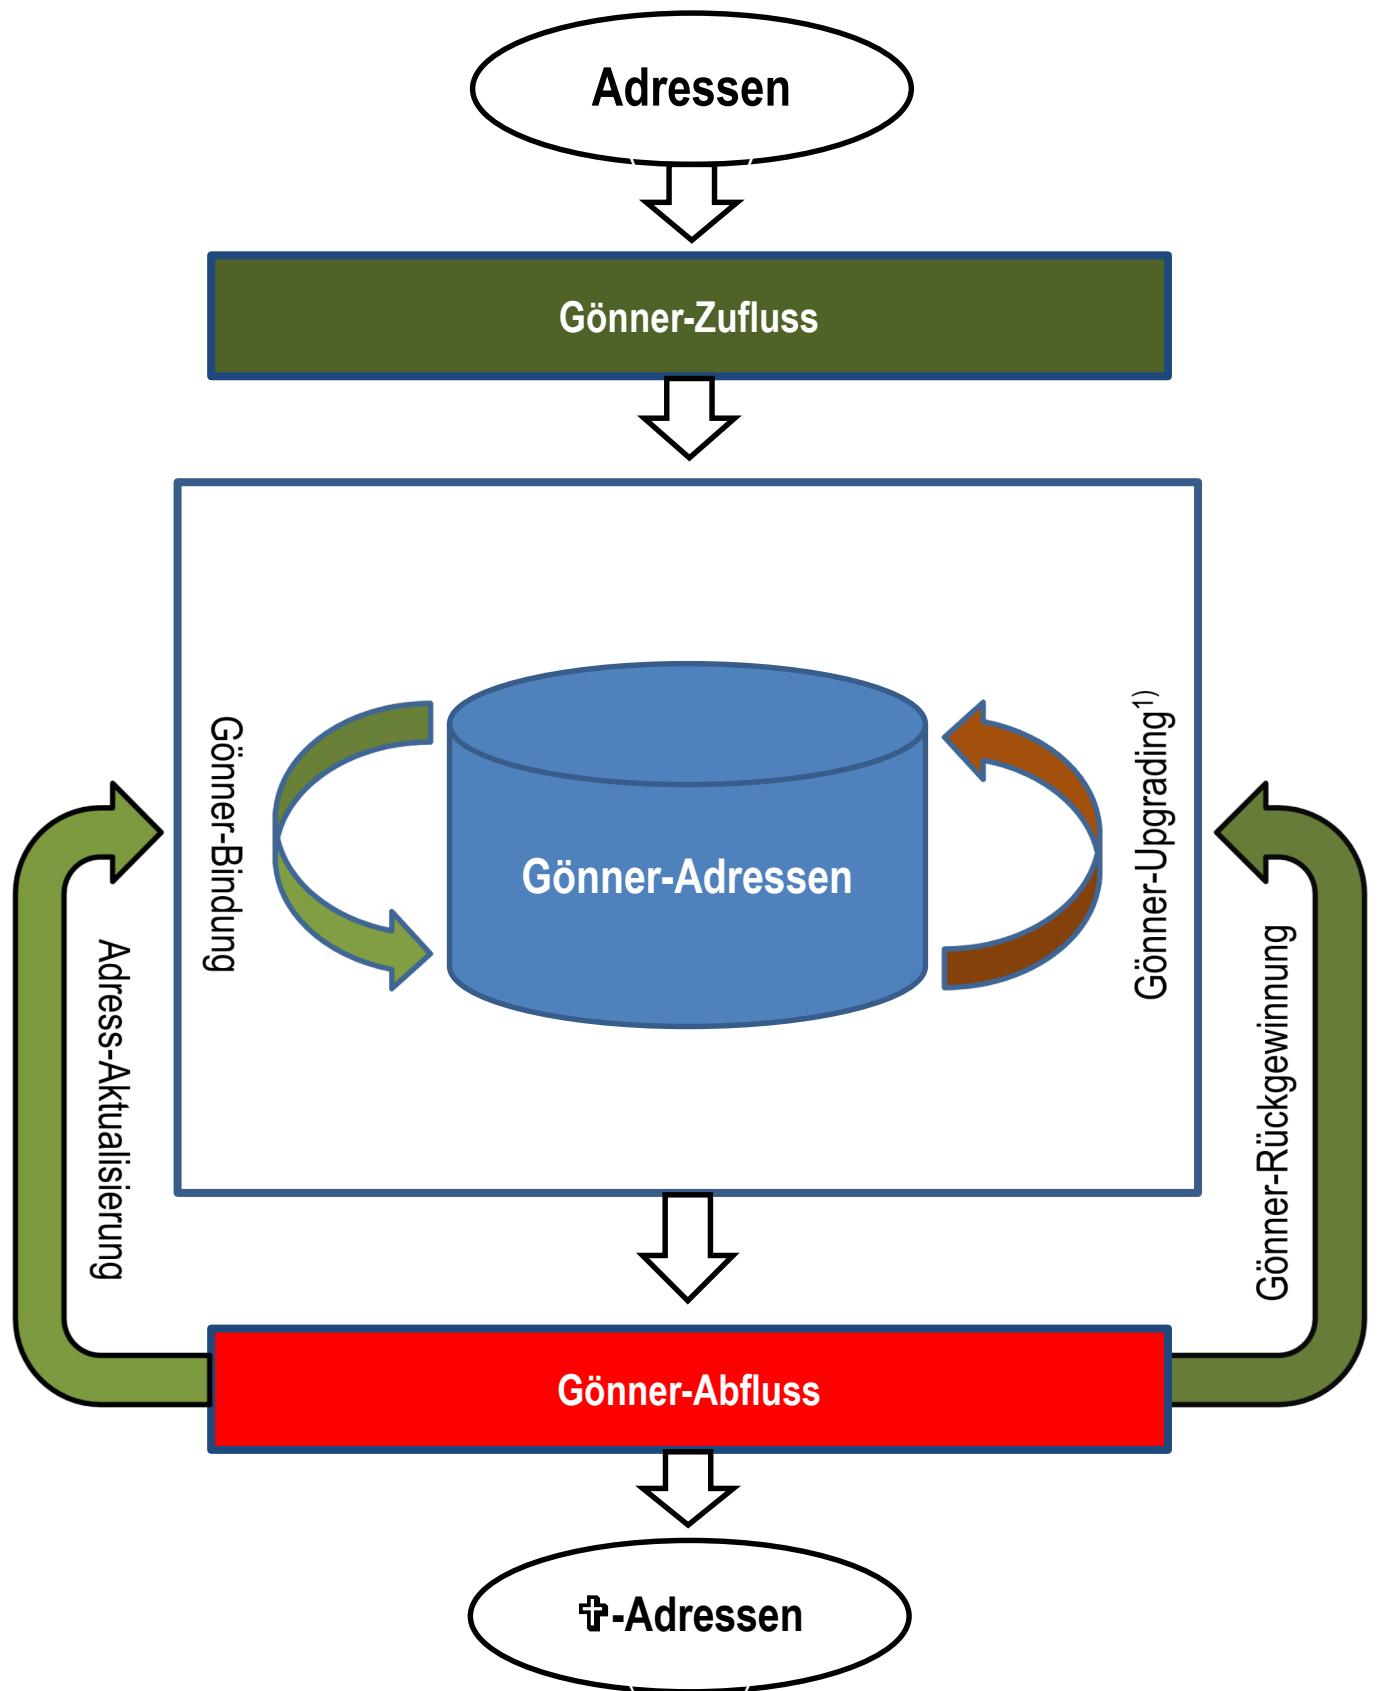 Adressen
Gönner-Zufluss
Gönner-Bindung
Gönner-Adressen
Gönner-Upgrading¹⁾
Adress-Aktualisierung
Gönner-Rückgewinnung
Gönner-Abfluss
✞-Adressen